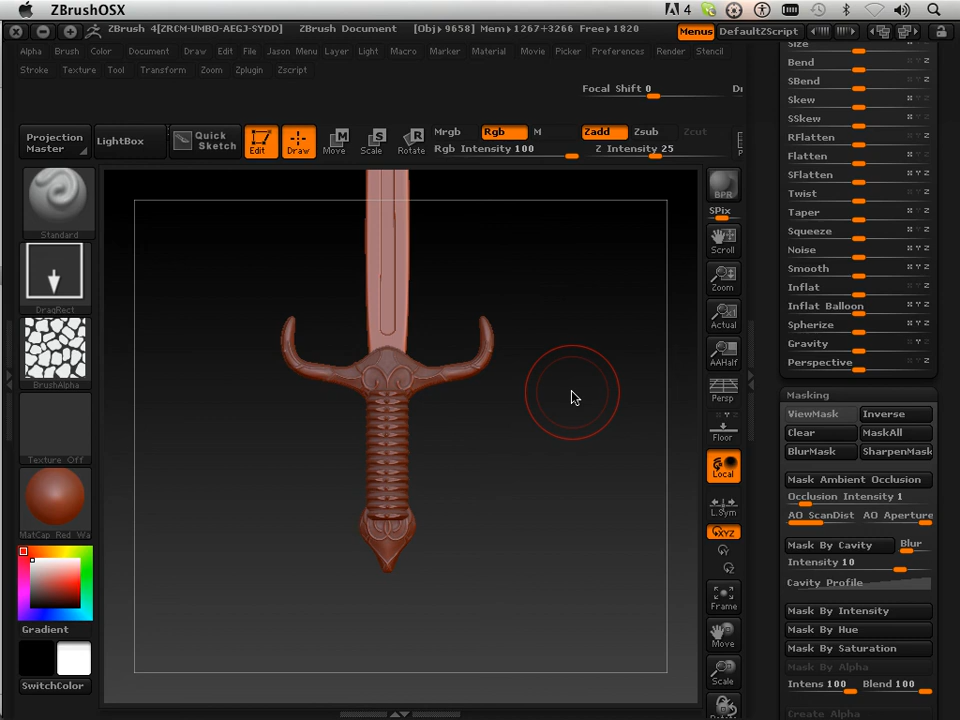 ZBrushOSX
4
ZBrush 4[ZRCM-UMBO-AEGJ-SYDD] ZBrush Document [Obj▸9658] Mem▸1267+3266 Free▸1820 Menus DefaultZScript
Alpha Brush Color Document Draw Edit File Jason Menu Layer Light Macro Marker Material Movie Picker Preferences Render Stencil
Stroke Texture Tool Transform Zoom Zplugin Zscript
Focal Shift 0
Projection Master
LightBox
Quick Sketch
Edit
Draw
Move
Scale
Rotate
Mrgb Rgb M
Rgb Intensity 100
Zadd Zsub Zcut
Z Intensity 25
Standard
DragRect
BrushAlpha
Texture Off
MatCap Red Wa
Gradient
SwitchColor
BPR
SPix
Scroll
Zoom
Actual
AAHalf
Persp
Floor
Local
L.Sym
XYZ
Frame
Move
Scale
Size
Bend
SBend
Skew
SSkew
RFlatten
Flatten
SFlatten
Twist
Taper
Squeeze
Noise
Smooth
Inflat
Inflat Balloon
Spherize
Gravity
Perspective
Masking
ViewMask Inverse
Clear MaskAll
BlurMask SharpenMask
Mask Ambient Occlusion
Occlusion Intensity 1
AO ScanDist AO Aperture
Mask By Cavity Blur
Intensity 10
Cavity Profile
Mask By Intensity
Mask By Hue
Mask By Saturation
Mask By Alpha
Intens 100 Blend 100
Create Alpha